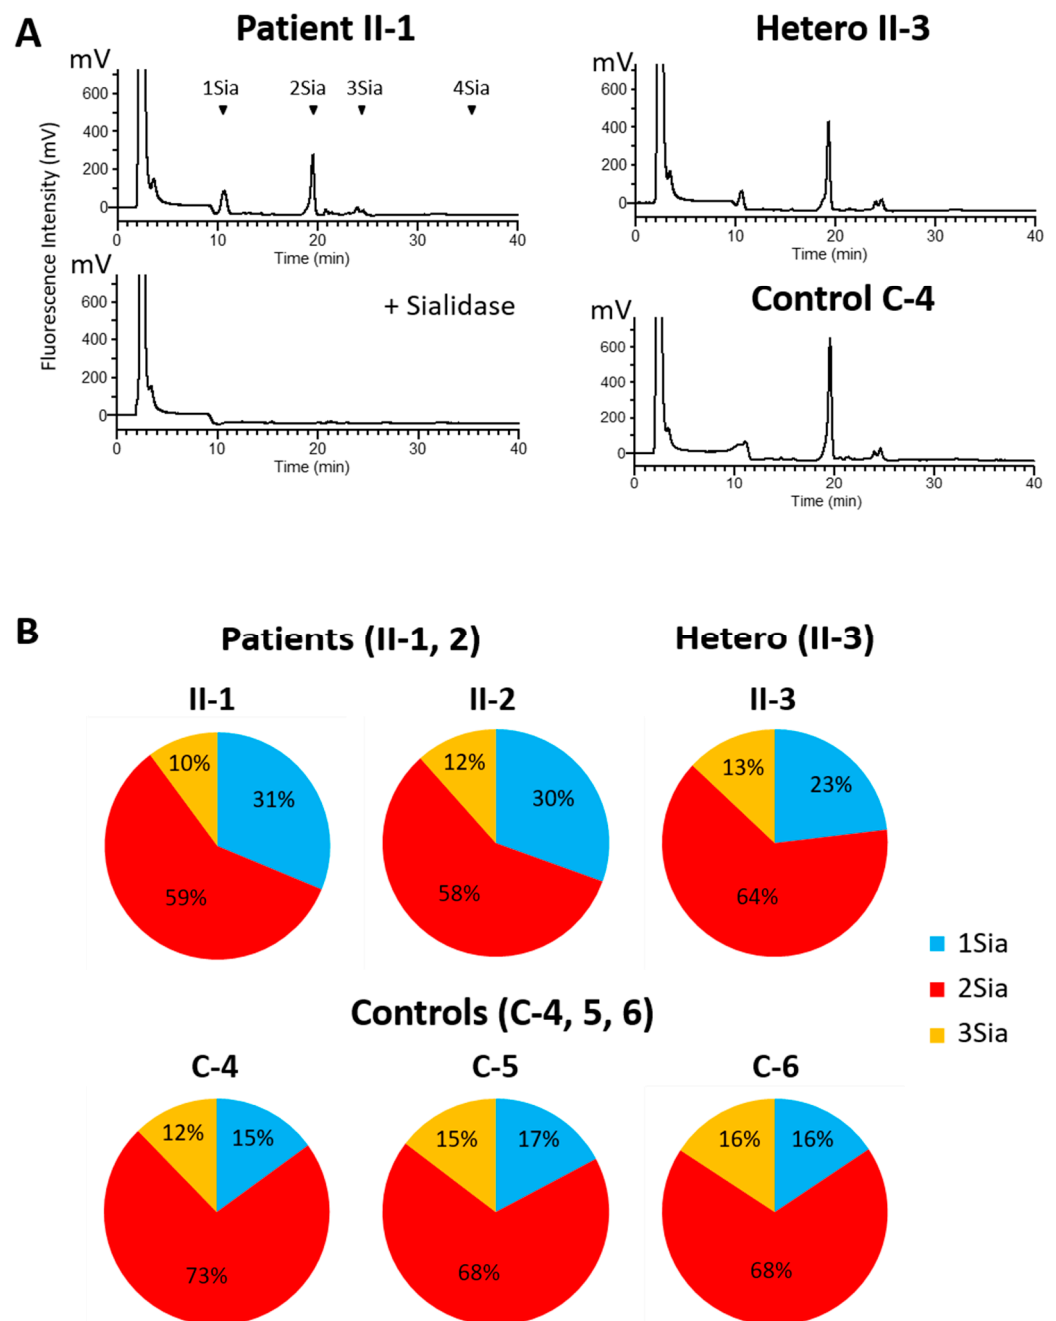 A
Patient II-1
mV
1Sia 2Sia 3Sia 4Sia
600
400
200
0
0 10 20 30 40
Time (min)
Fluorescence Intensity (mV)
mV
+ Sialidase
600
400
200
0
0 10 20 30 40
Time (min)
Hetero II-3
mV
600
400
200
0
0 10 20 30 40
Time (min)
Control C-4
mV
600
400
200
0
0 10 20 30 40
Time (min)
B
Patients (II-1, 2) Hetero (II-3)
II-1 II-2 II-3
10% 31% 59%
12% 30% 58%
13% 23% 64%
1Sia
2Sia
3Sia
Controls (C-4, 5, 6)
C-4 C-5 C-6
12% 15% 73%
15% 17% 68%
16% 16% 68%